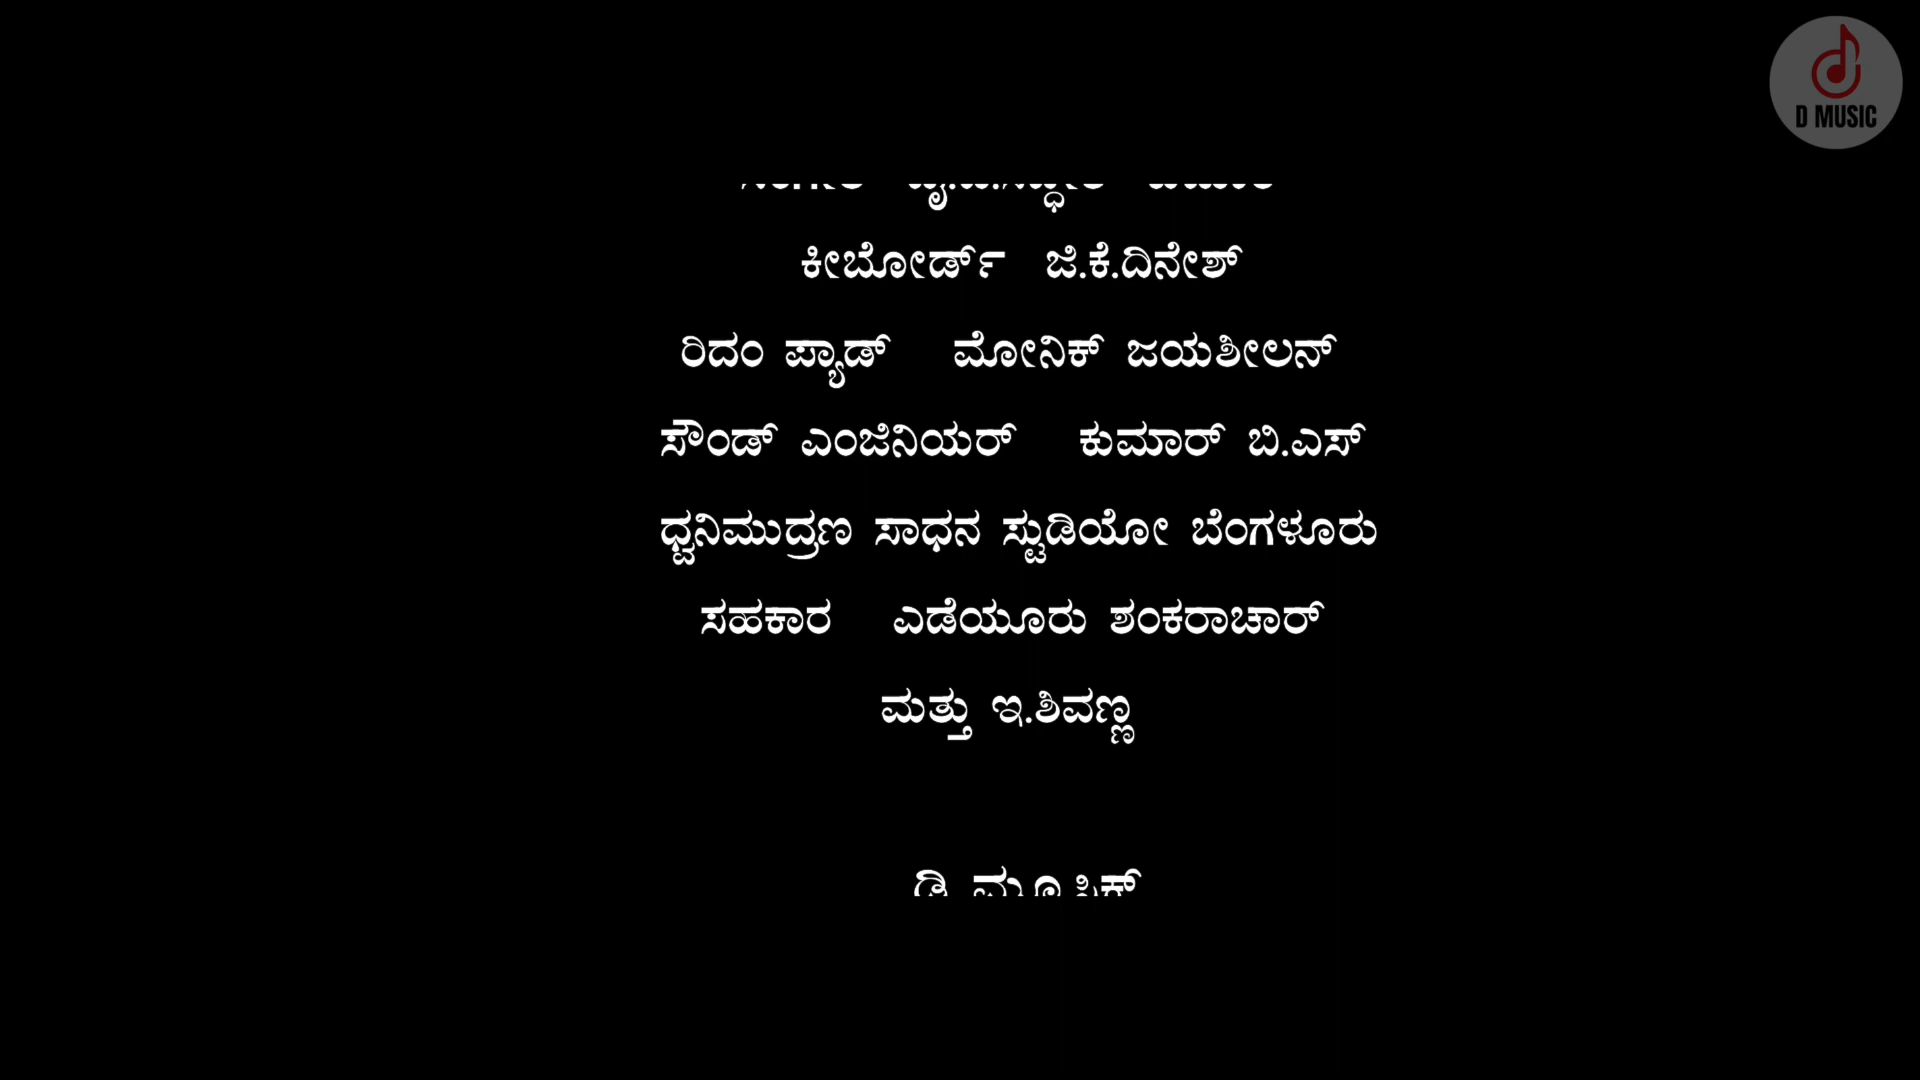 D MUSIC
ಕೀಬೋರ್ಡ್ ಜಿ.ಕೆ.ದಿನೇಶ್
ರಿದಂ ಪ್ಯಾಡ್ ಮೋನಿಕ್ ಜಯಶೀಲನ್
ಸೌಂಡ್ ಎಂಜಿನಿಯರ್ ಕುಮಾರ್ ಬಿ.ಎಸ್
ಧ್ವನಿಮುದ್ರಣ ಸಾಧನ ಸ್ಟುಡಿಯೋ ಬೆಂಗಳೂರು
ಸಹಕಾರ ಎಡೆಯೂರು ಶಂಕರಾಚಾರ್
ಮತ್ತು ಇ.ಶಿವಣ್ಣ
ಡಿ ಮ್ಯೂಸಿಕ್